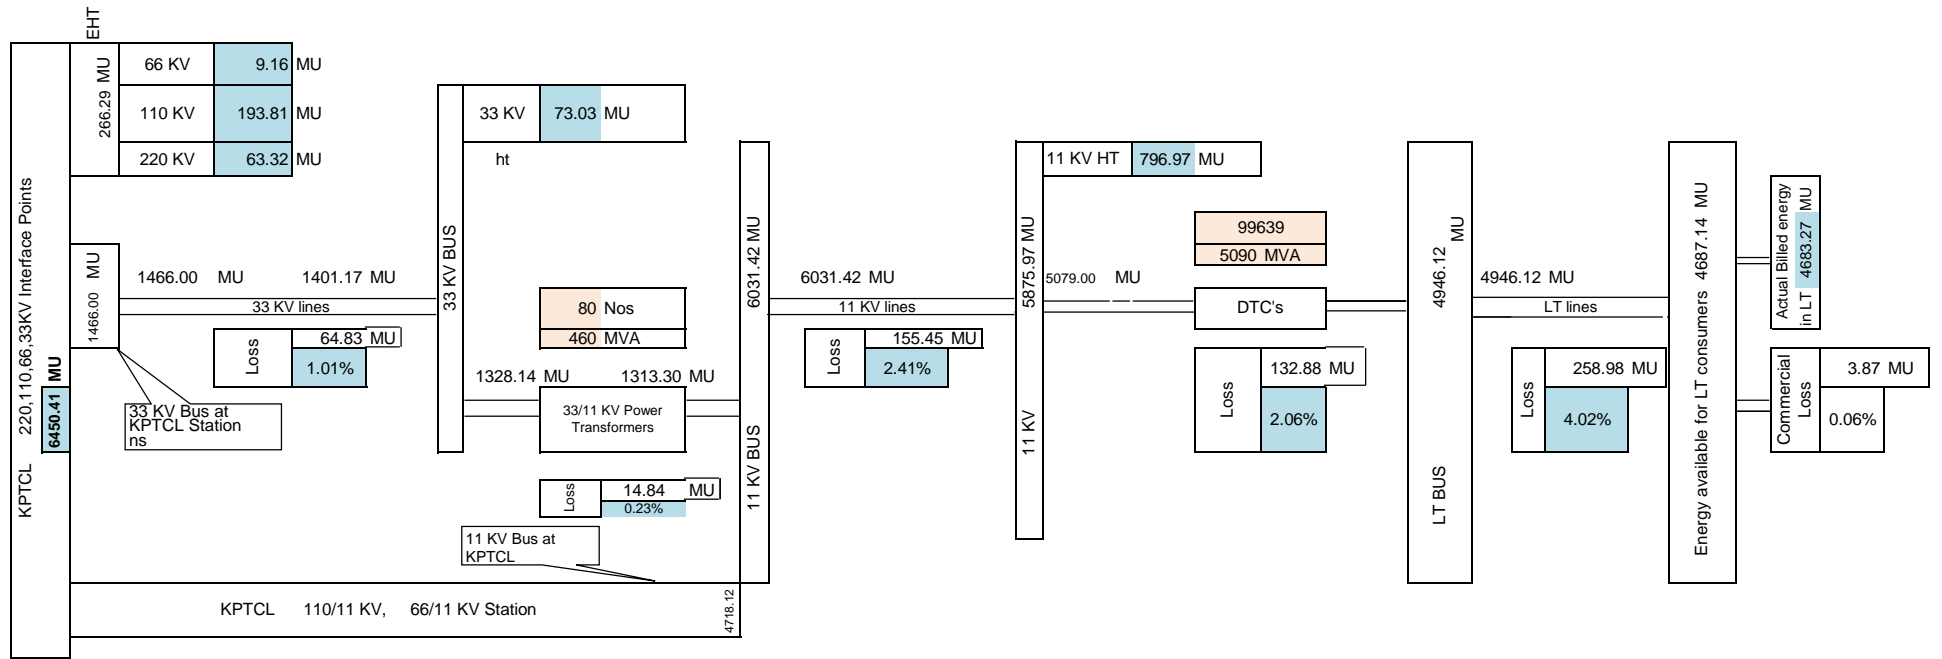 EHT
KPTCL 220,110,66,33KV Interface Points
6450.41 MU
266.29 MU
66 KV 9.16 MU
110 KV 193.81 MU
220 KV 63.32 MU
1466.00 MU
1466.00 MU 1401.17 MU
33 KV lines
Loss
64.83 MU
1.01%
33 KV Bus at
KPTCL Station
ns
33 KV BUS
33 KV 73.03 MU
ht
80 Nos
460 MVA
1328.14 MU 1313.30 MU
33/11 KV Power
Transformers
Loss
14.84 MU
0.23%
11 KV Bus at
KPTCL
KPTCL 110/11 KV, 66/11 KV Station
4718.12
11 KV BUS 6031.42 MU
6031.42 MU
11 KV lines
Loss
155.45 MU
2.41%
11 KV 5875.97 MU
11 KV HT 796.97 MU
5079.00 MU
99639
5090 MVA
DTC's
Loss
132.88 MU
2.06%
LT BUS 4946.12 MU
4946.12 MU
LT lines
Loss
258.98 MU
4.02%
Energy available for LT consumers 4687.14 MU
Actual Billed energy
in LT 4683.27 MU
Commercial
Loss
3.87 MU
0.06%